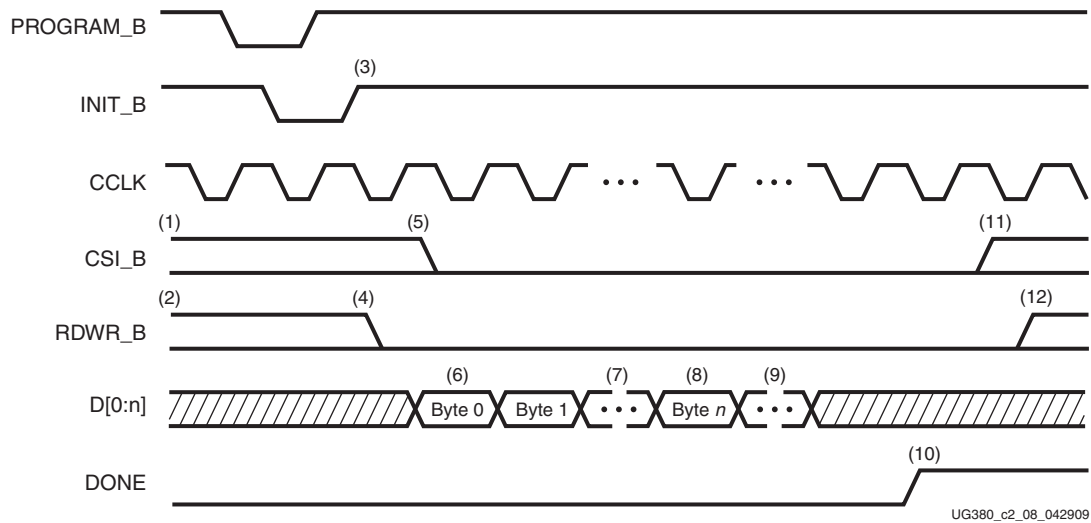 PROGRAM_B
(3)
INIT_B
CCLK
(1) (5) (11)
CSI_B
(2) (4) (12)
RDWR_B
(6) (7) (8) (9)
D[0:n] Byte 0 Byte 1 ••• Byte n •••
(10)
DONE
UG380_c2_08_042909